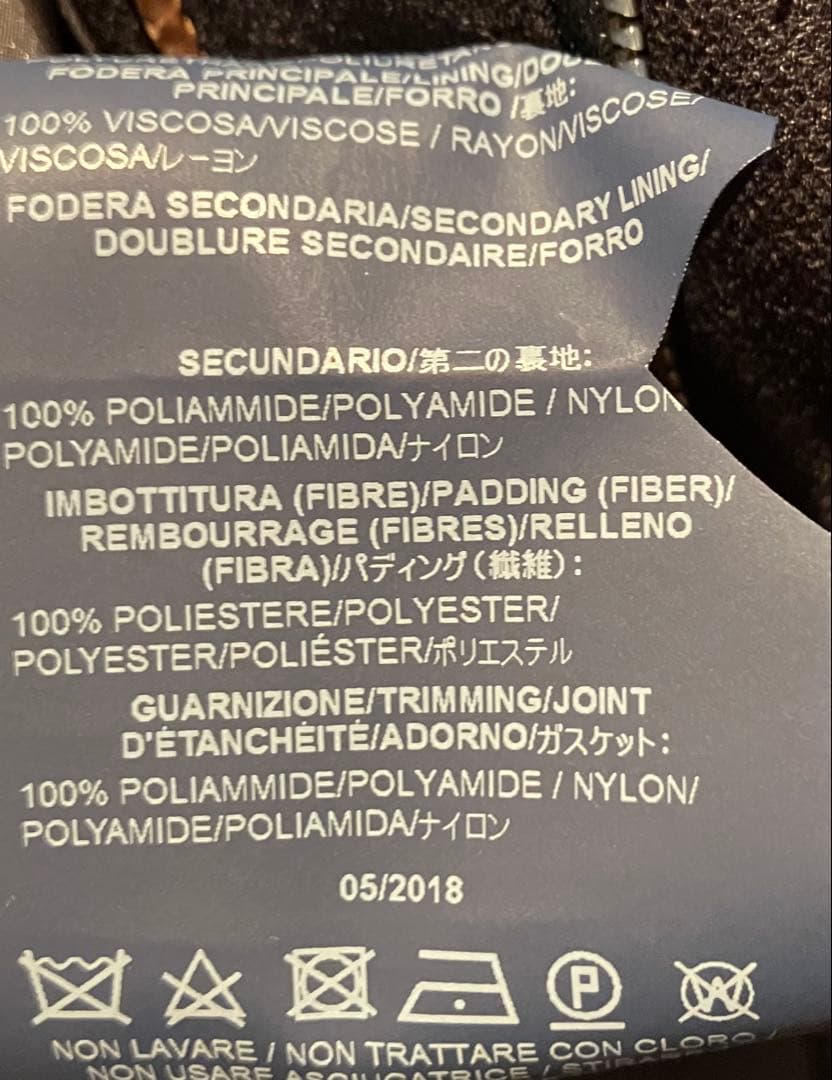 FODERA PRINCIPALE/LINING/DOU
PRINCIPALE/FORRO /裏地:
100% VISCOSA/VISCOSE / RAYON/VISCOSE/
VISCOSA/レーヨン
FODERA SECONDARIA/SECONDARY LINING/
DOUBLURE SECONDAIRE/FORRO
SECUNDARIO/第二の裏地:
100% POLIAMMIDE/POLYAMIDE / NYLON
POLYAMIDE/POLIAMIDA/ナイロン
IMBOTTITURA (FIBRE)/PADDING (FIBER)/
REMBOURRAGE (FIBRES)/RELLENO
(FIBRA)/パディング(繊維):
100% POLIESTERE/POLYESTER/
POLYESTER/POLIÉSTER/ポリエステル
GUARNIZIONE/TRIMMING/JOINT
D'ÉTANCHÉITÉ/ADORNO/ガスケット:
100% POLIAMMIDE/POLYAMIDE / NYLON/
POLYAMIDE/POLIAMIDA/ナイロン
05/2018
P W
NON LAVARE / NON TRATTARE CON CLORO /
NON USARE ASCIUGATRICE /